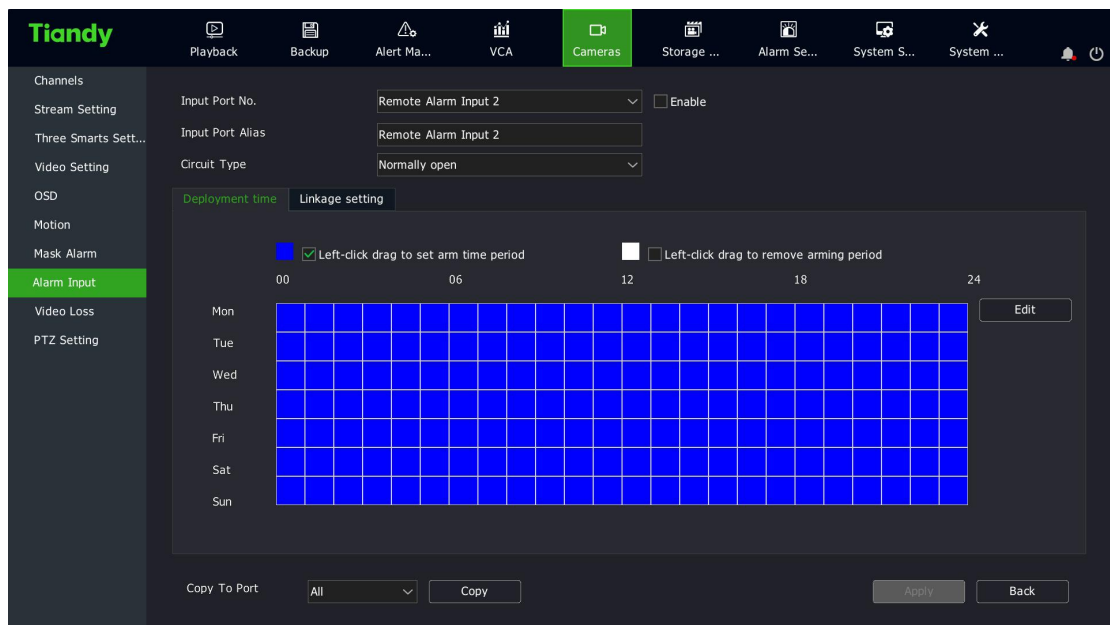 Tiandy
Playback
Backup
Alert Ma...
VCA
Cameras
Storage ...
Alarm Se...
System S...
System ...
Channels
Stream Setting
Three Smarts Sett...
Video Setting
OSD
Motion
Mask Alarm
Alarm Input
Video Loss
PTZ Setting
Input Port No.
Remote Alarm Input 2
Enable
Input Port Alias
Remote Alarm Input 2
Circuit Type
Normally open
Deployment time
Linkage setting
Left-click drag to set arm time period
Left-click drag to remove arming period
00 06 12 18 24
Mon
Edit
Tue
Wed
Thu
Fri
Sat
Sun
Copy To Port
All
Copy
Apply
Back